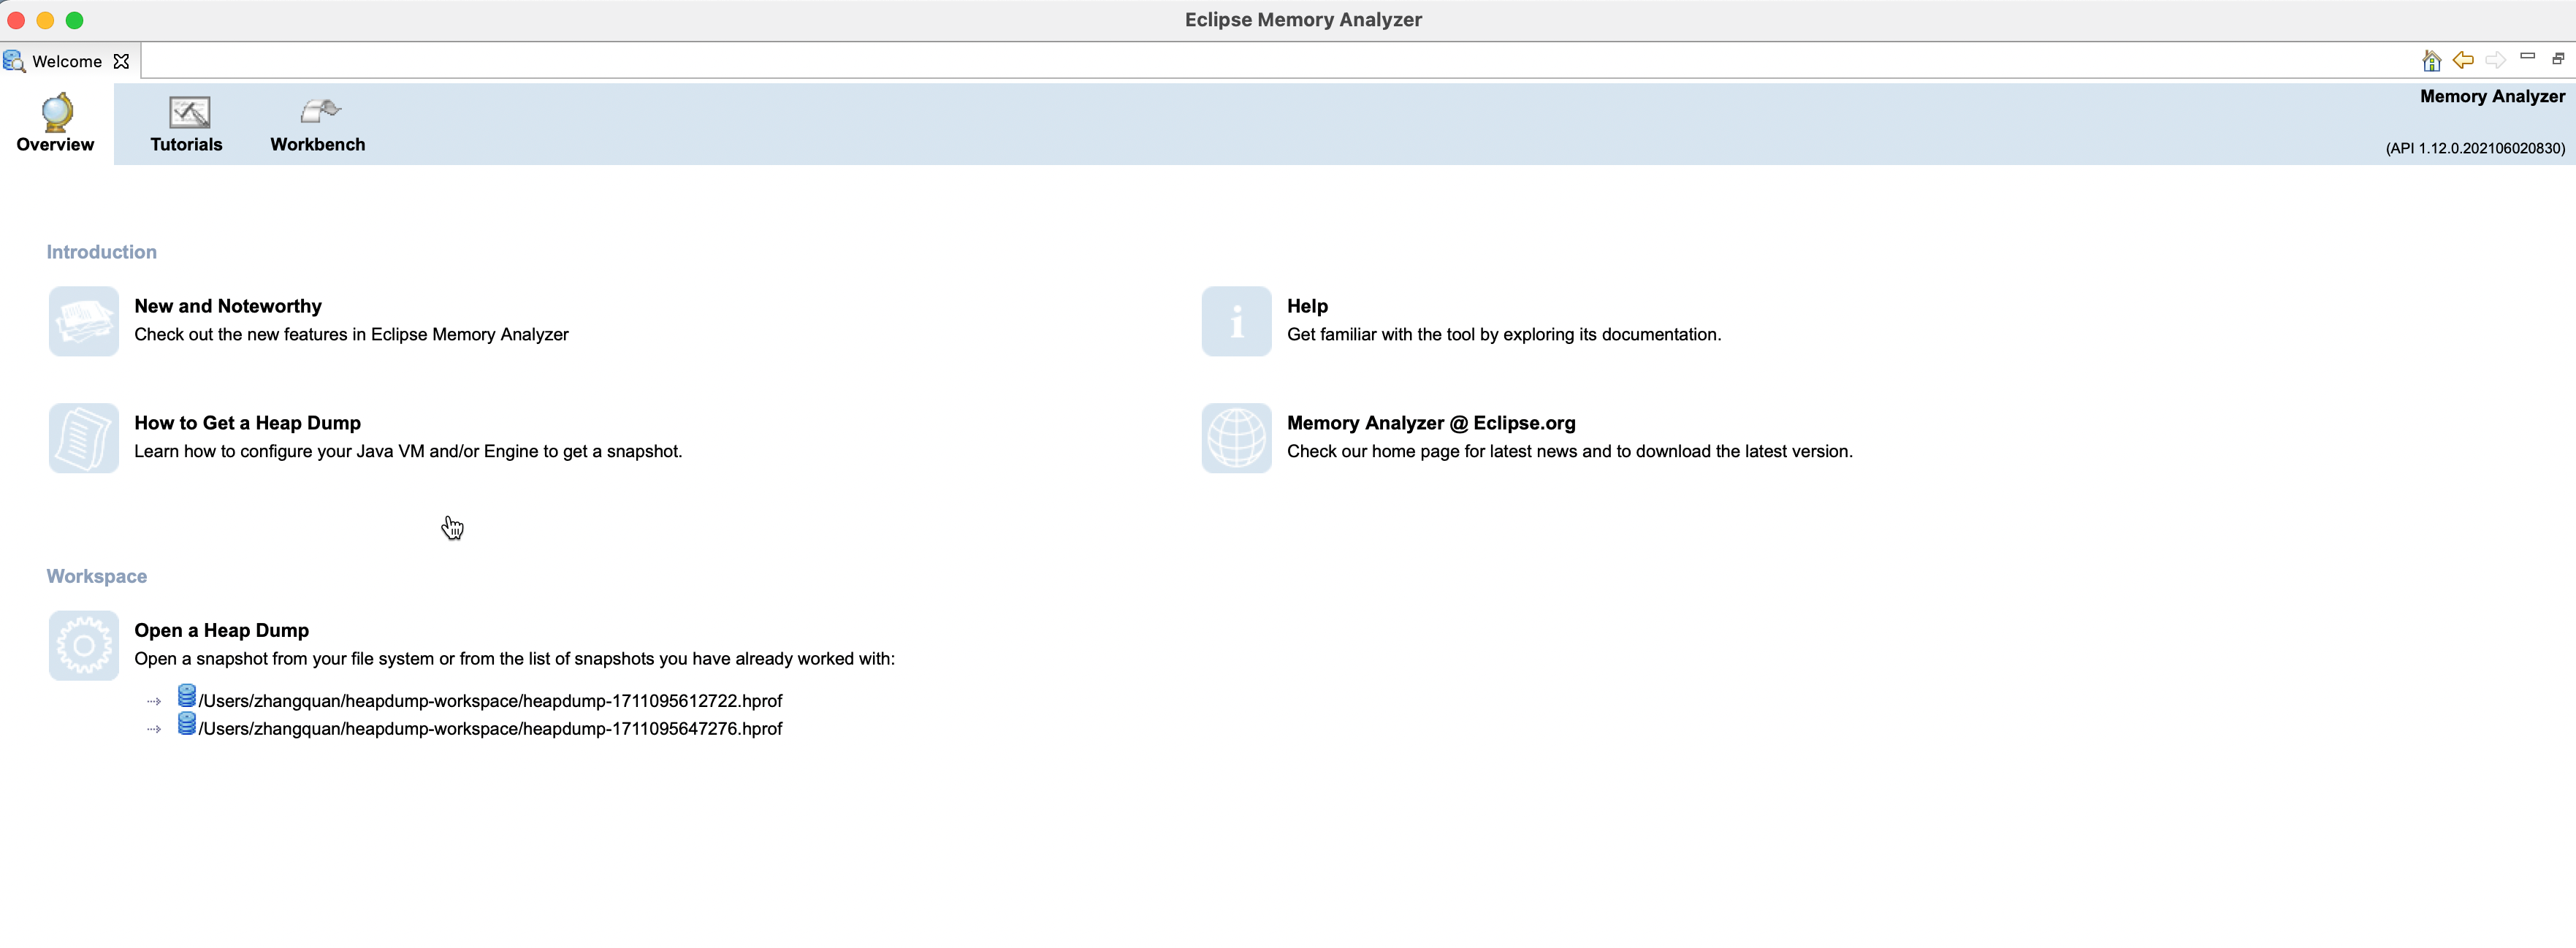 Eclipse Memory Analyzer
Welcome
Memory Analyzer
Overview
Tutorials
Workbench
(API 1.12.0.202106020830)
Introduction
New and Noteworthy
Check out the new features in Eclipse Memory Analyzer
Help
Get familiar with the tool by exploring its documentation.
How to Get a Heap Dump
Learn how to configure your Java VM and/or Engine to get a snapshot.
Memory Analyzer @ Eclipse.org
Check our home page for latest news and to download the latest version.
Workspace
Open a Heap Dump
Open a snapshot from your file system or from the list of snapshots you have already worked with:
/Users/zhangquan/heapdump-workspace/heapdump-1711095612722.hprof
/Users/zhangquan/heapdump-workspace/heapdump-1711095647276.hprof